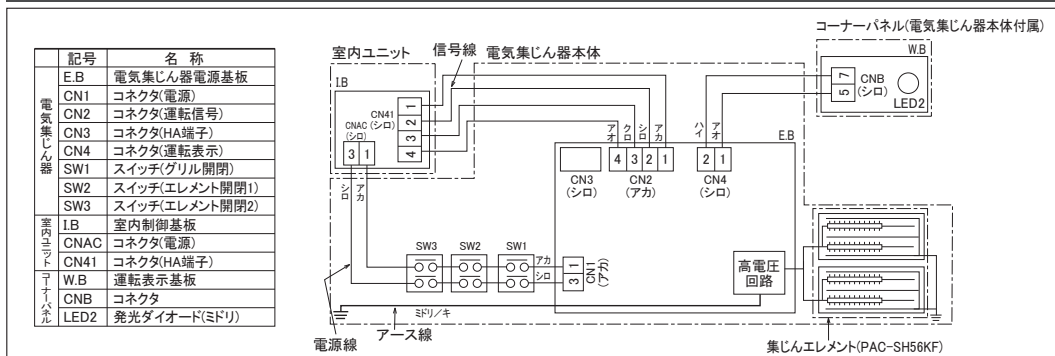 記号 名称
電気集じん器
E.B 電気集じん器電源基板
CN1 コネクタ(電源)
CN2 コネクタ(運転信号)
CN3 コネクタ(HA端子)
CN4 コネクタ(運転表示)
SW1 スイッチ(グリル開閉)
SW2 スイッチ(エレメント開閉1)
SW3 スイッチ(エレメント開閉2)
室内ユニット
I.B 室内制御基板
CNAC コネクタ(電源)
CN41 コネクタ(HA端子)
コーナーパネル
W.B 運転表示基板
CNB コネクタ
LED2 発光ダイオード(ミドリ)
室内ユニット
信号線
電気集じん器本体
コーナーパネル(電気集じん器本体付属)
I.B
CN41
(シロ)
1
2
3
4
CNAC
(シロ)
3 1
シロ
アカ
W.B
7
5
CNB
(シロ)
LED2
E.B
アオ
クロ
シロ
アカ
4 3 2 1
CN3
(シロ)
CN2
(アカ)
ハイ
アオ
2 1
CN4
(シロ)
SW3
SW2
SW1
アカ
シロ
1
3
CN1
(アカ)
高電圧
回路
ミドリ/キ
電源線
アース線
集じんエレメント(PAC-SH56KF)